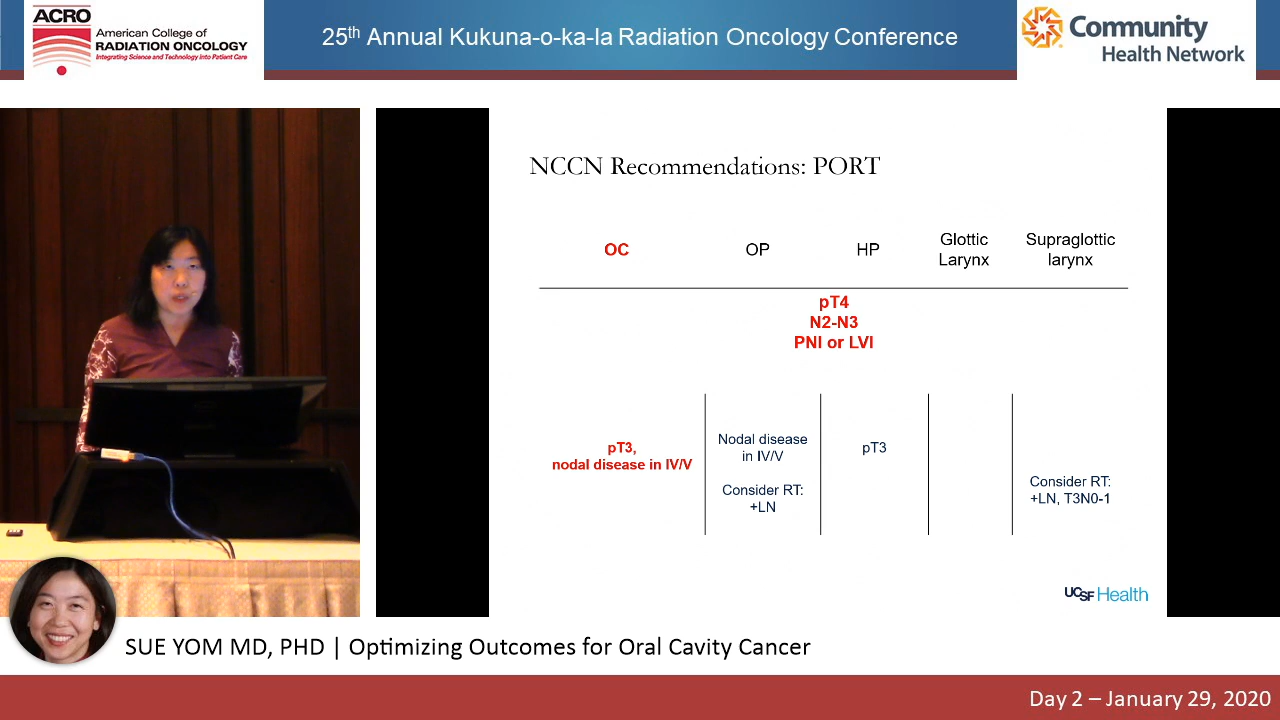 ACRO
American College of
RADIATION ONCOLOGY
Integrating Science and Technology Into Patient Care
25th Annual Kukuna-o-ka-la Radiation Oncology Conference
Community
Health Network
NCCN Recommendations: PORT
OC
OP
HP
Glottic
Larynx
Supraglottic
larynx
pT4
N2-N3
PNI or LVI
pT3,
nodal disease in IV/V
Nodal disease
in IV/V
Consider RT:
+LN
pT3
Consider RT:
+LN, T3N0-1
UCSF Health
SUE YOM MD, PHD | Optimizing Outcomes for Oral Cavity Cancer
Day 2 – January 29, 2020